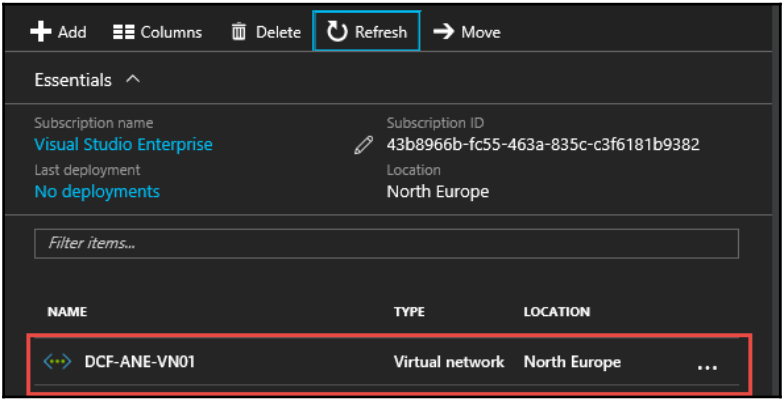 Add Columns Delete Refresh Move
Essentials
Subscription name Subscription ID
Visual Studio Enterprise 43b8966b-fc55-463a-835c-c3f6181b9382
Last deployment Location
No deployments North Europe
Filter items...
NAME TYPE LOCATION
DCF-ANE-VN01 Virtual network North Europe ...